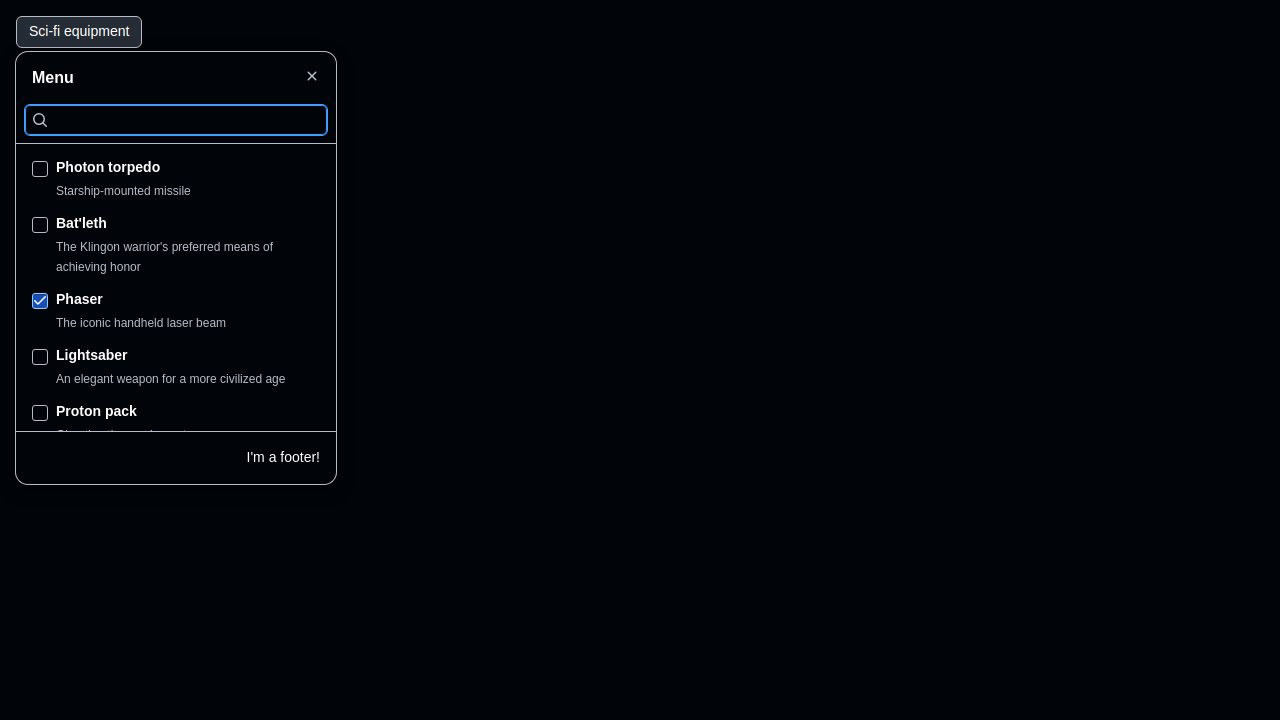 Sci-fi equipment
Menu
Photon torpedo
Starship-mounted missile
Bat'leth
The Klingon warrior's preferred means of
achieving honor
Phaser
The iconic handheld laser beam
Lightsaber
An elegant weapon for a more civilized age
Proton pack
I'm a footer!